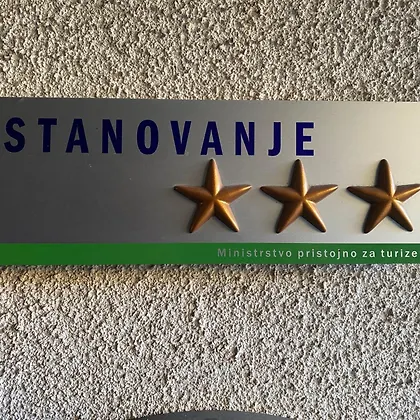 STANOVANJE
Ministrstvo pristojno za turize